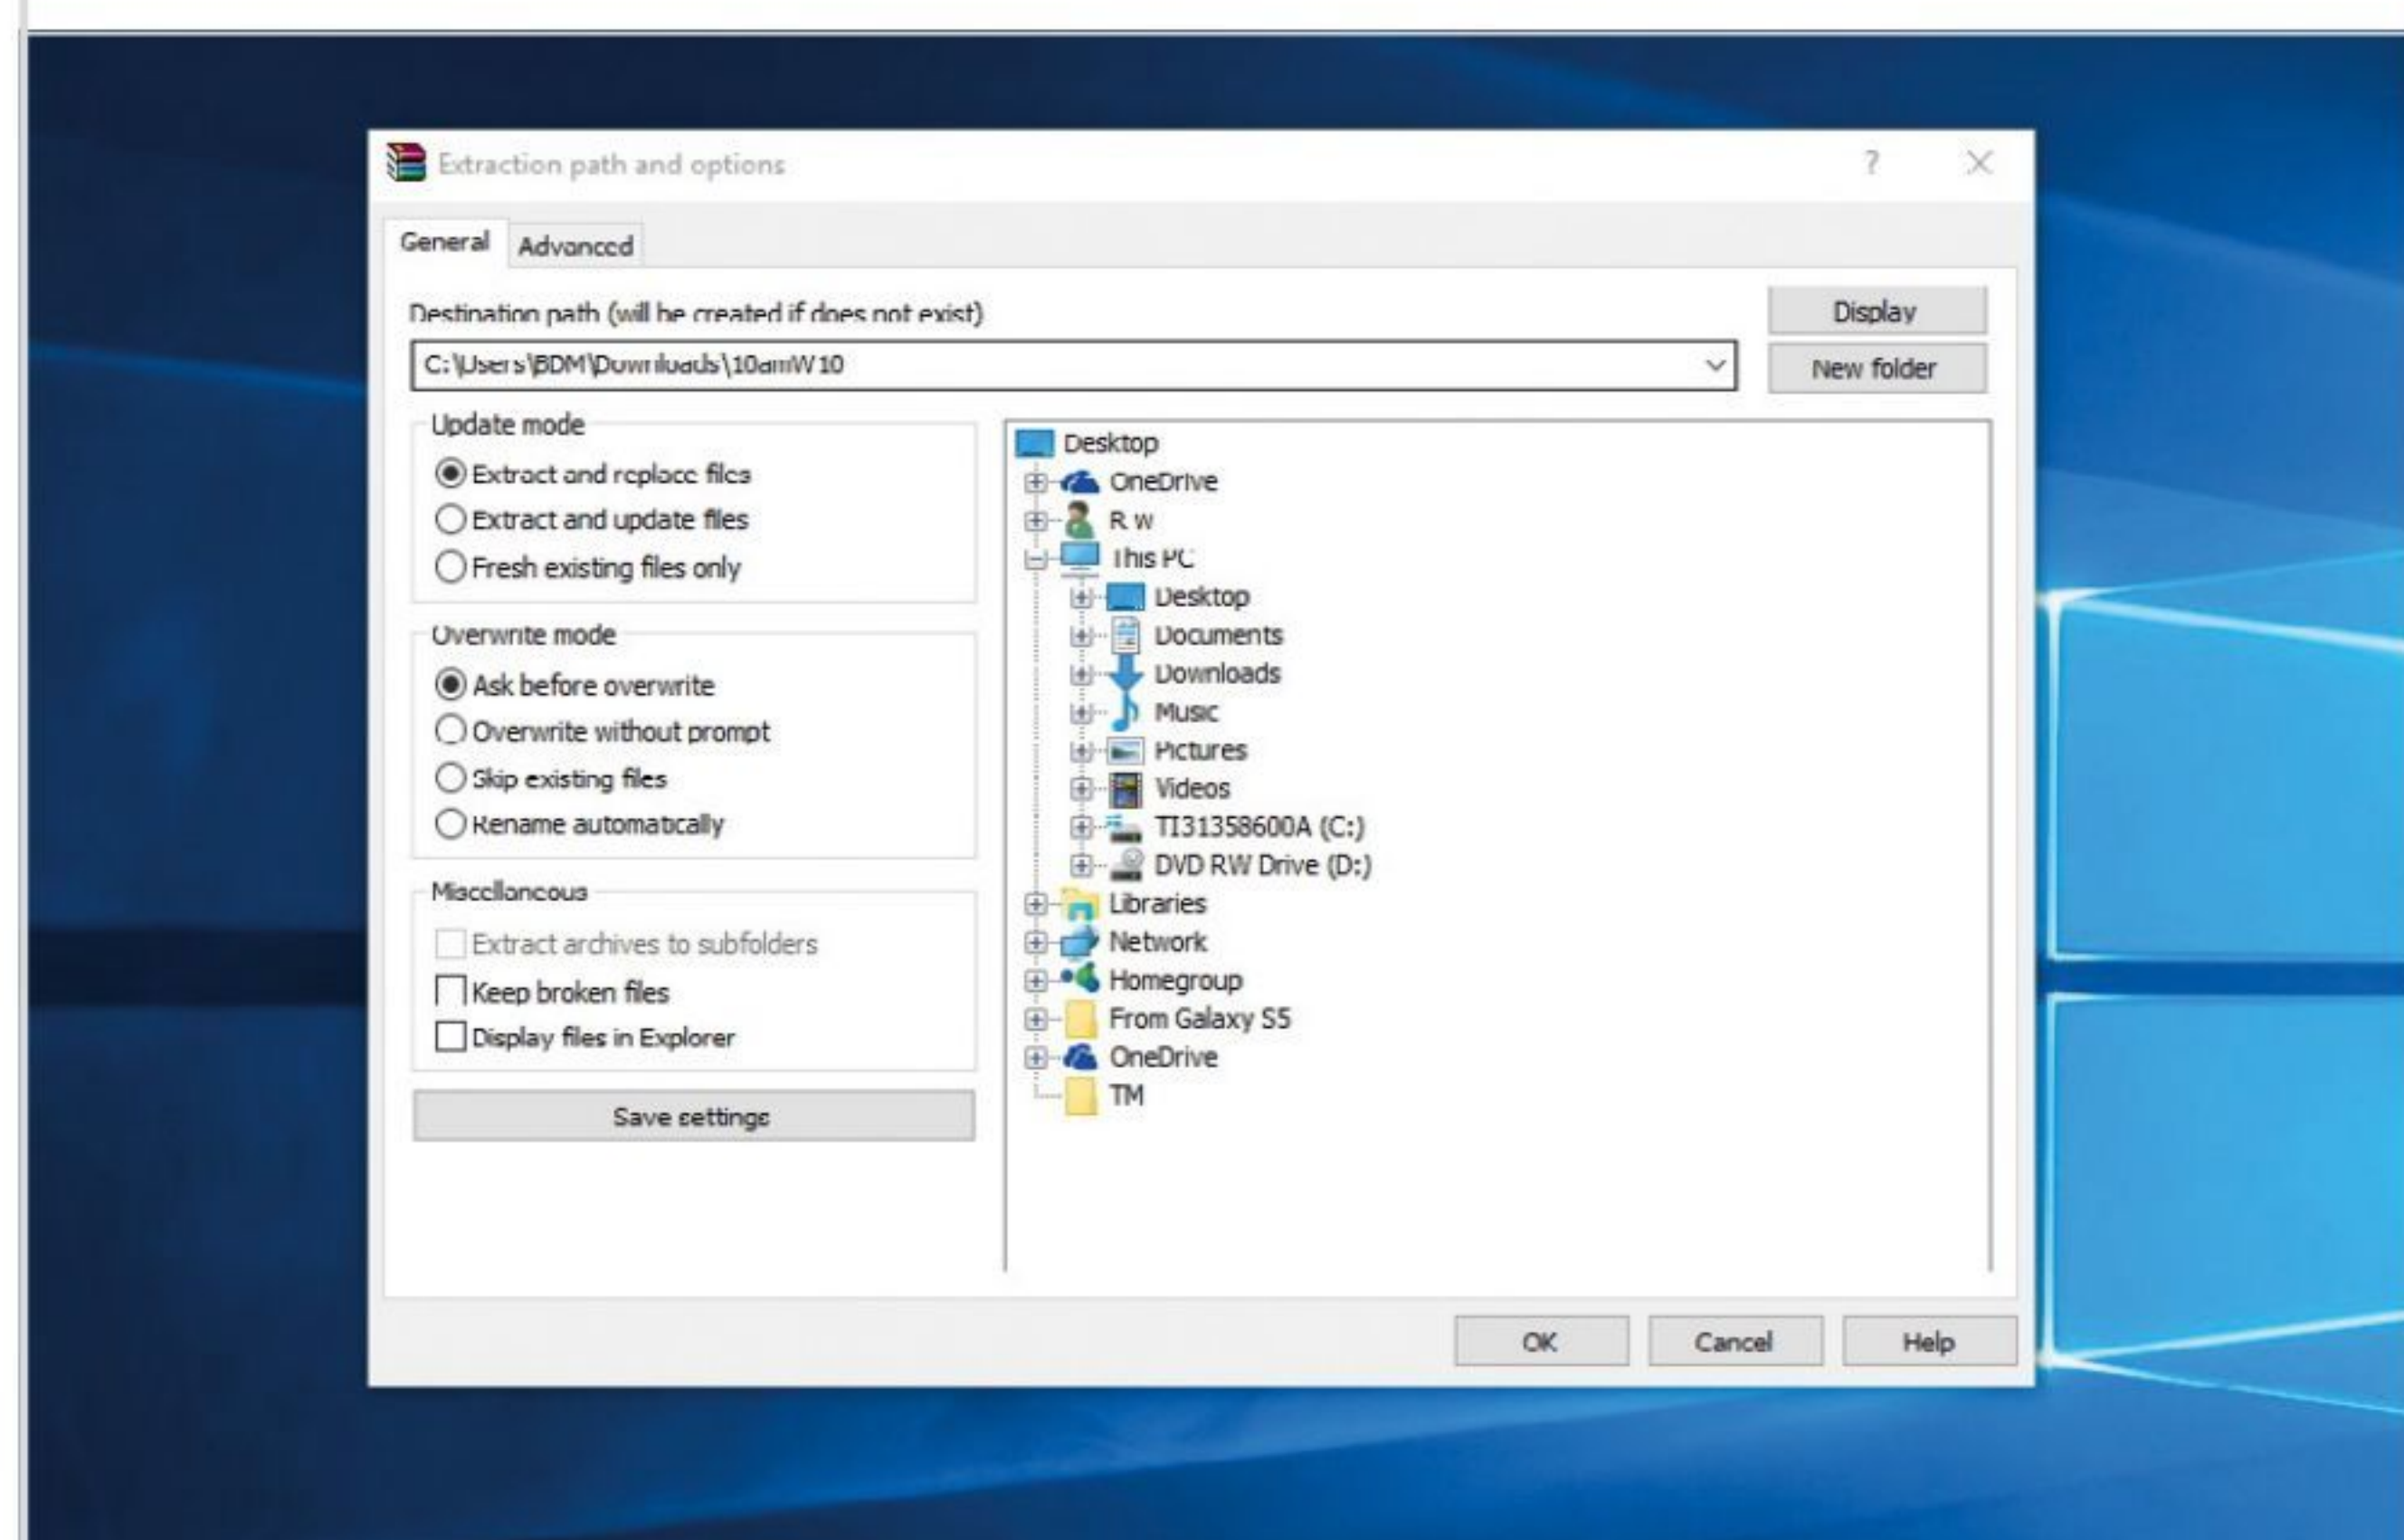 Extraction path and options
?
General
Advanced
Destination path (will be created if does not exist)
Display
C:\Users\BDM\Downloads\10amW10
New folder
Update mode
Extract and replace files
Extract and update files
Fresh existing files only
Overwrite mode
Ask before overwrite
Overwrite without prompt
Skip existing files
Rename automatically
Miscellaneous
Extract archives to subfolders
Keep broken files
Display files in Explorer
Save settings
Desktop
OneDrive
R w
This PC
Desktop
Documents
Downloads
Music
Pictures
Videos
TI31358600A (C:)
DVD RW Drive (D:)
Libraries
Network
Homegroup
From Galaxy S5
OneDrive
TM
OK
Cancel
Help